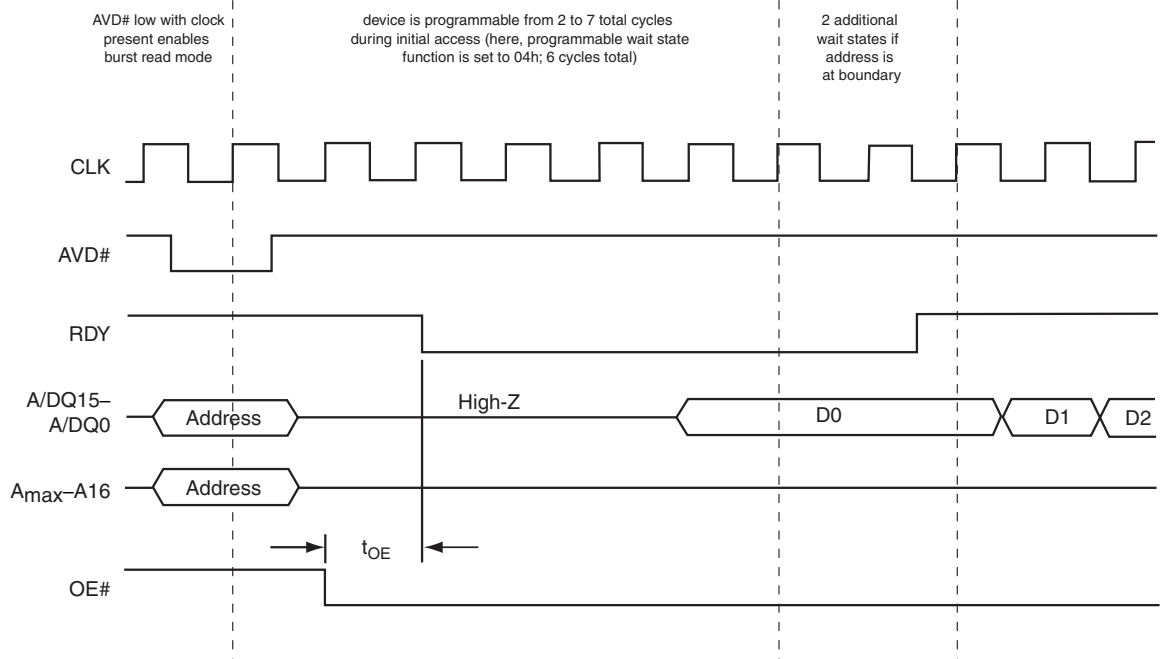 AVD# low with clock
present enables
burst read mode
device is programmable from 2 to 7 total cycles
during initial access (here, programmable wait state
function is set to 04h; 6 cycles total)
2 additional
wait states if
address is
at boundary
CLK
AVD#
RDY
A/DQ15–
A/DQ0
Address
High-Z
D0
D1
D2
Amax–A16
Address
tOE
OE#